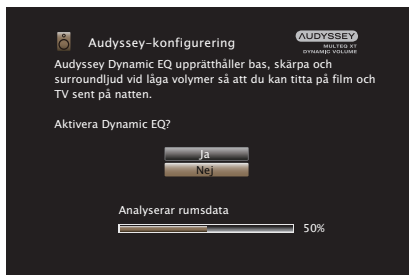 Audyssey-konfigurering
AUDYSSEY
MULTEQ XT
DYNAMIC VOLUME
Audyssey Dynamic EQ upprätthåller bas, skärpa och
surroundljud vid låga volymer så att du kan titta på film och
TV sent på natten.
Aktivera Dynamic EQ?
Ja
Nej
Analyserar rumsdata
50%